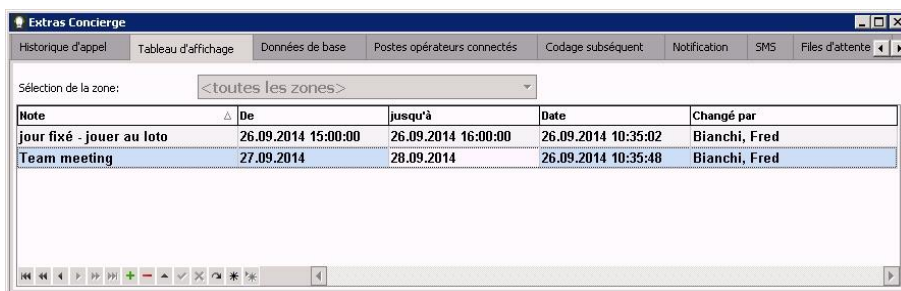 Extras Concierge
Historique d'appel Tableau d'affichage Données de base Postes opérateurs connectés Codage subséquent Notification SMS Files d'attente
Sélection de la zone: <toutes les zones>
Note De jusqu'à Date Changé par
jour fixé - jouer au loto 26.09.2014 15:00:00 26.09.2014 16:00:00 26.09.2014 10:35:02 Bianchi, Fred
Team meeting 27.09.2014 28.09.2014 26.09.2014 10:35:48 Bianchi, Fred